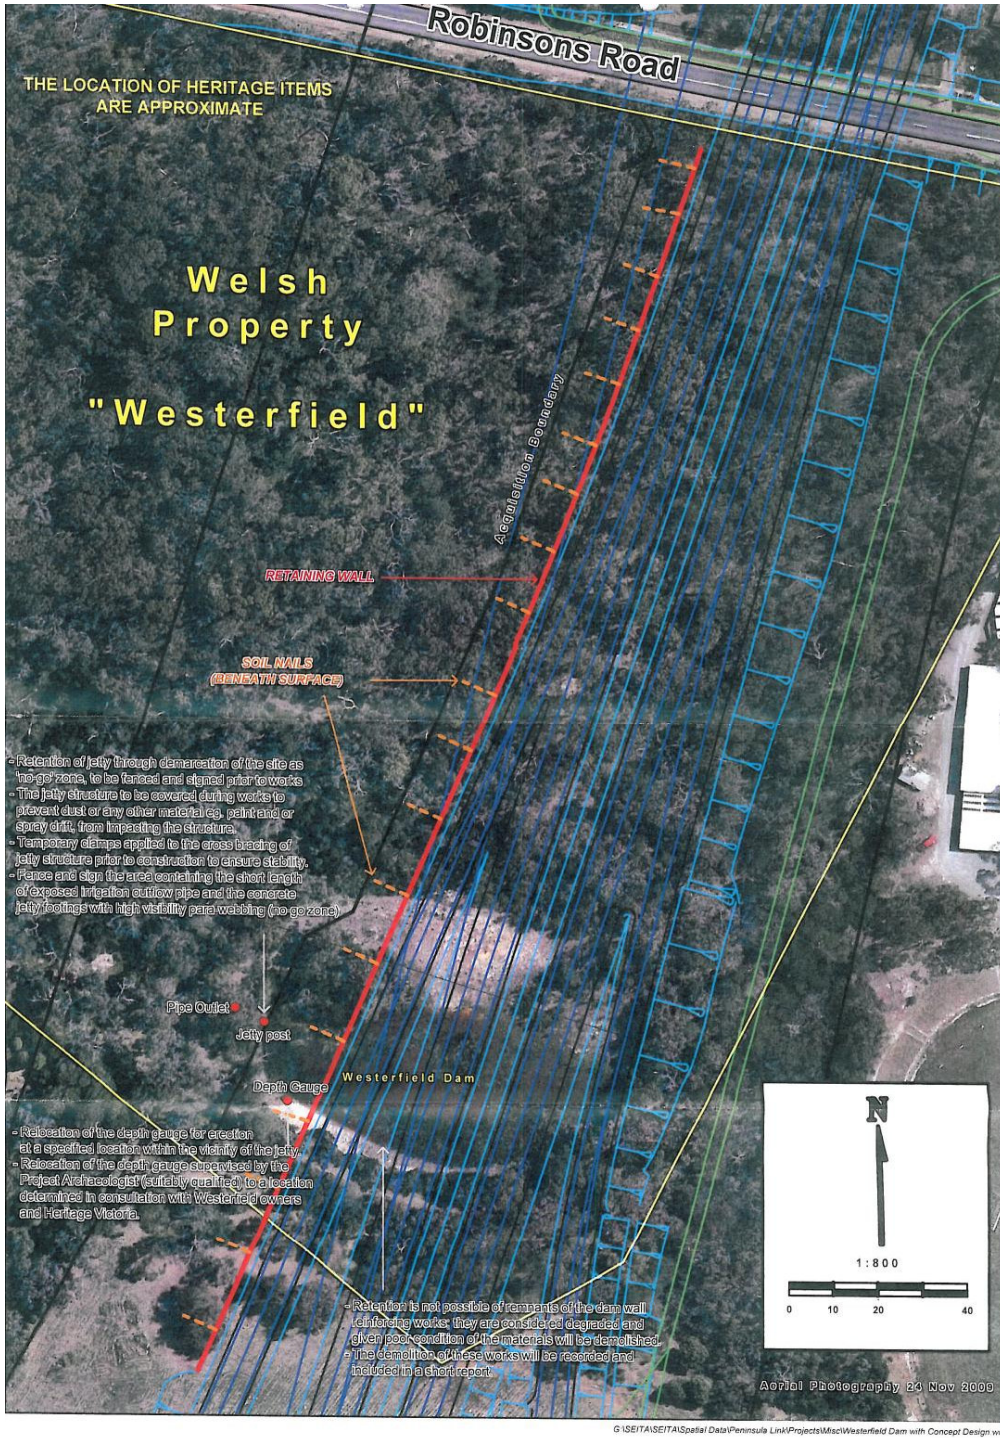 Robinsons Road
THE LOCATION OF HERITAGE ITEMS
ARE APPROXIMATE
Welsh
Property
"Westerfield"
Acquisition Boundary
RETAINING WALL
SOIL NAILS
(BENEATH SURFACE)
- Retention of jetty through demarcation of the site as
'no-go' zone, to be fenced and signed prior to works
- The jetty structure to be covered during works to
prevent dust or any other material eg. paint and or
spray drift, from impacting the structure.
- Temporary clamps applied to the cross bracing of
jetty structure prior to construction to ensure stability.
- Fence and sign the area containing the short length
of exposed irrigation outflow pipe and the concrete
jetty footings with high visibility para webbing (no go zone)
Pipe Outlet
Jetty post
Westerfield Dam
Depth Gauge
- Relocation of the depth gauge for erection
at a specified location within the vicinity of the jetty.
- Relocation of the depth gauge supervised by the
Project Archaeologist (suitably qualified) to a location
determined in consultation with Westerfield owners
and Heritage Victoria.
- Retention is not possible of remnants of the dam wall
reinforcing works; they are considered degraded and
given poor condition of the materials will be demolished.
- The demolition of these works will be recorded and
included in a short report
N
1:800
0 10 20 40
Aerial Photography 24 Nov 2009
G:\SEITA\SEITA\Spatial Data\Peninsula Link\Projects\Misc\Westerfield Dam with Concept Design